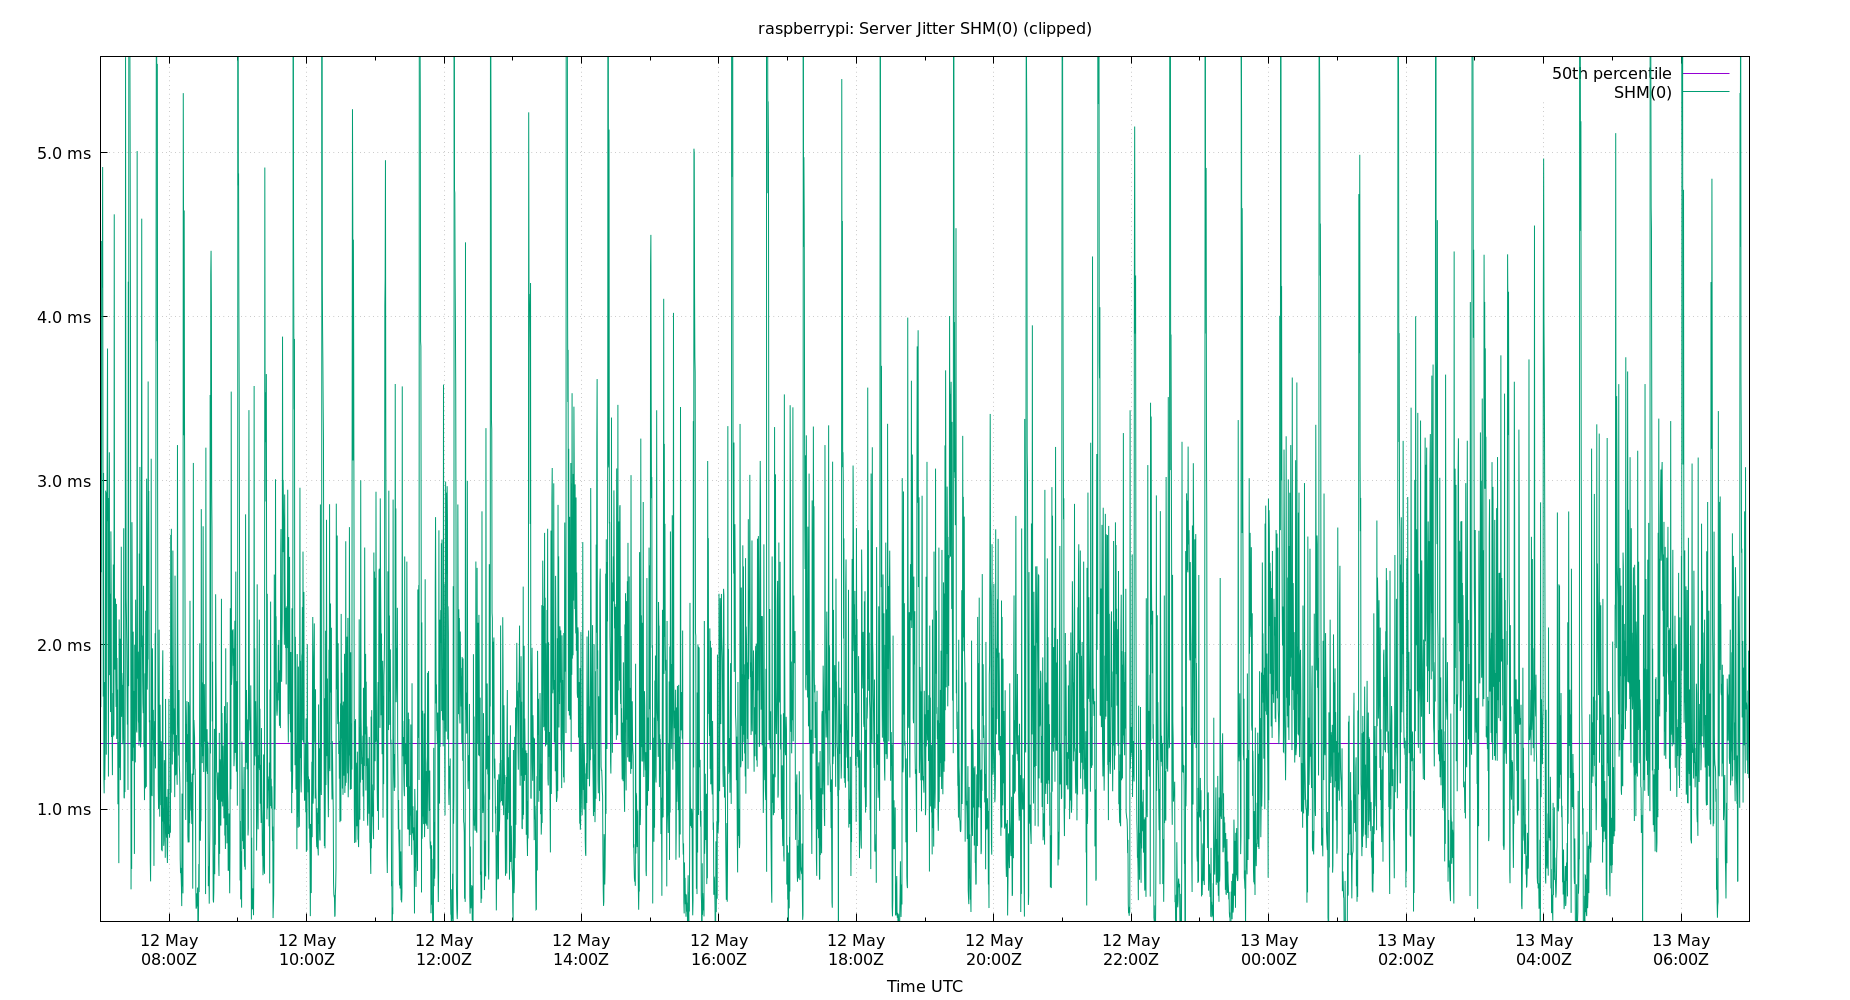 raspberrypi: Server Jitter SHM(0) (clipped)
50th percentile
SHM(0)
5.0 ms
4.0 ms
3.0 ms
2.0 ms
1.0 ms
12 May 12 May 12 May 12 May 12 May 12 May 12 May 12 May 13 May 13 May 13 May 13 May
08:00Z 10:00Z 12:00Z 14:00Z 16:00Z 18:00Z 20:00Z 22:00Z 00:00Z 02:00Z 04:00Z 06:00Z
Time UTC